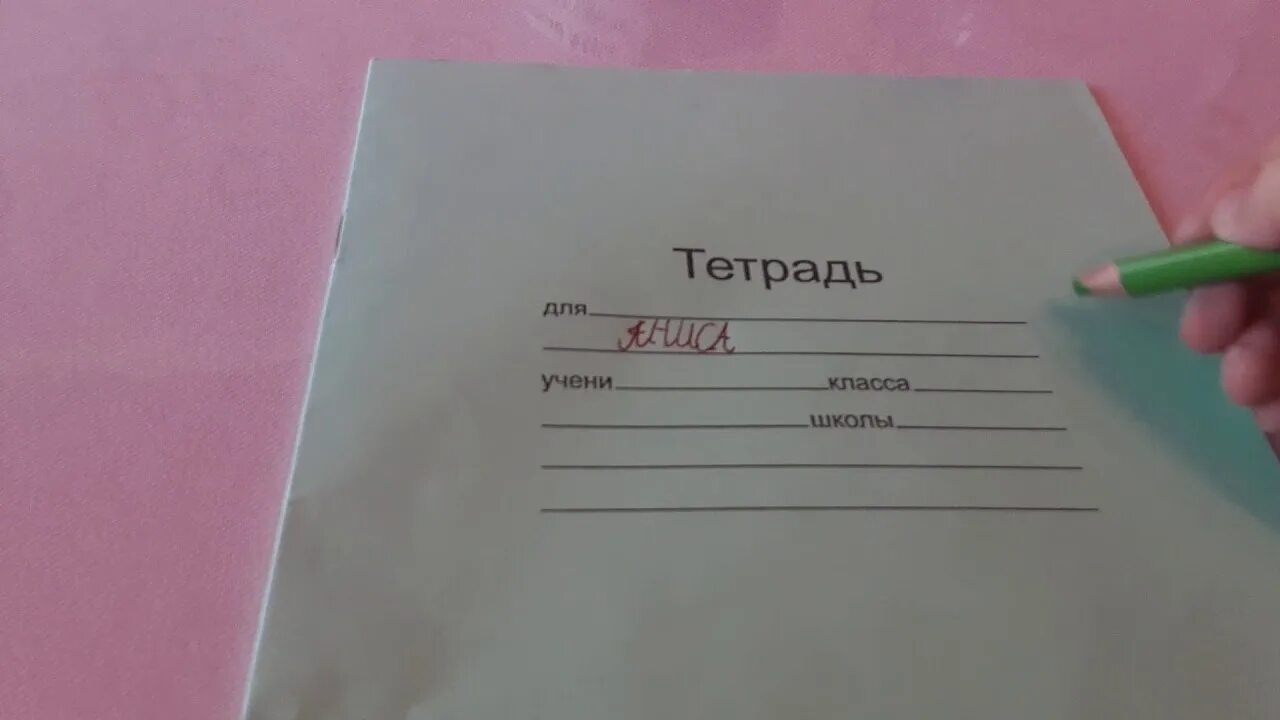 Тетрадь
для
АНИСА
учени класса
школы